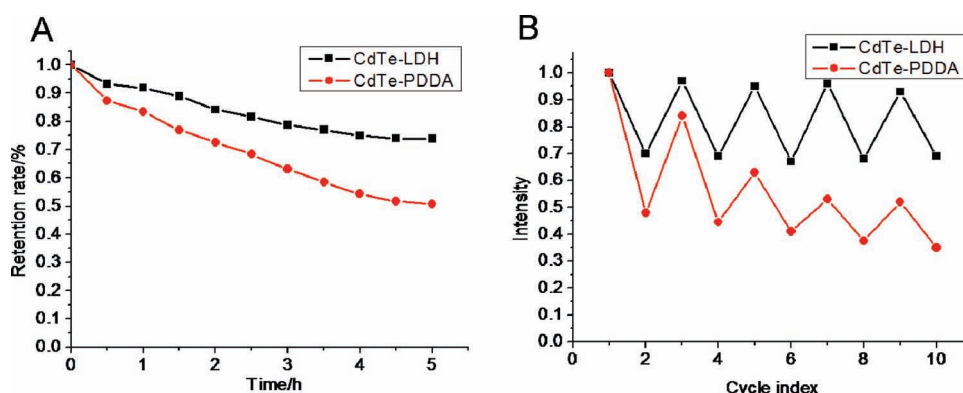 A
CdTe-LDH
CdTe-PDDA
Retention rate/%
1.0
0.9
0.8
0.7
0.6
0.5
0.4
0.3
0.2
0.1
0.0
0 1 2 3 4 5
Time/h
B
CdTe-LDH
CdTe-PDDA
Intensity
1.0
0.9
0.8
0.7
0.6
0.5
0.4
0.3
0.2
0.1
0.0
0 2 4 6 8 10
Cycle index